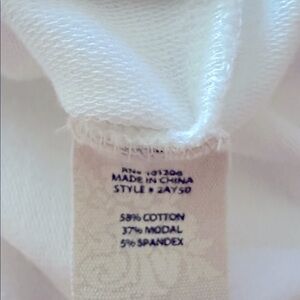 MADE IN CHINA
STYLE # 2AY50
58% COTTON
37% MODAL
5% SPANDEX